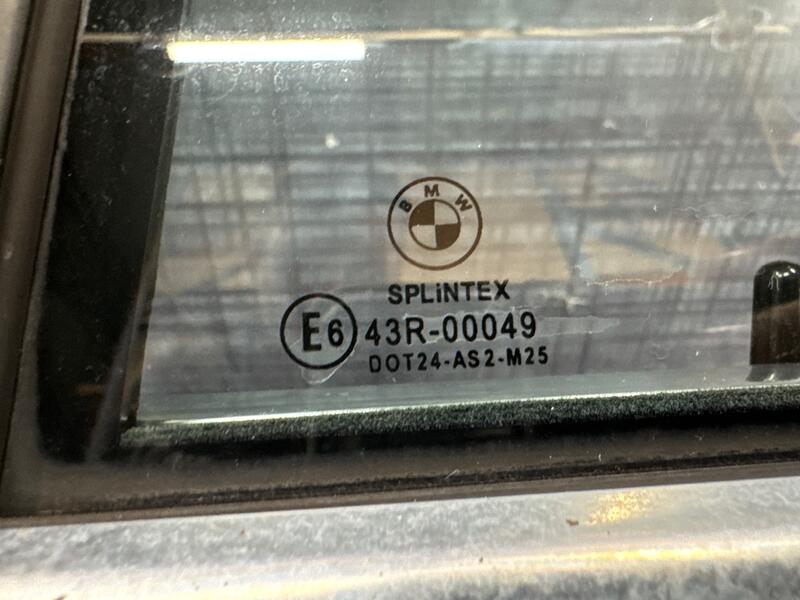 BMW
SPLiNTEX
E6 43R-00049
DOT24-AS2-M25